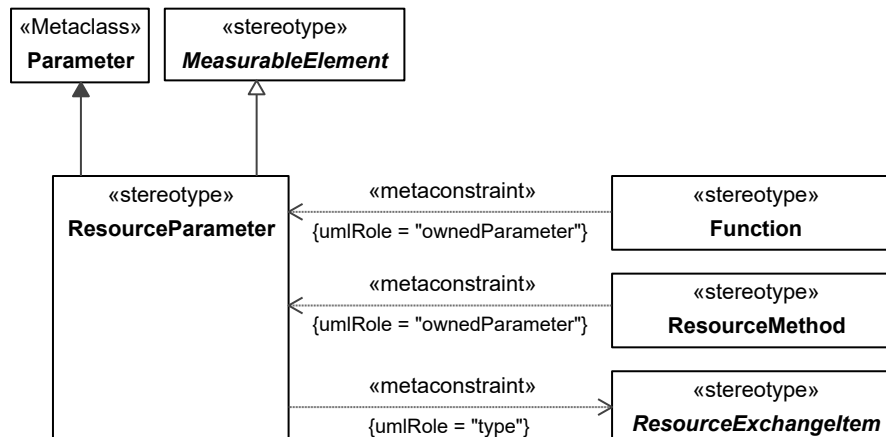 «Metaclass»
Parameter
«stereotype»
MeasurableElement
«stereotype»
ResourceParameter
«metaconstraint»
{umlRole = "ownedParameter"}
«stereotype»
Function
«metaconstraint»
{umlRole = "ownedParameter"}
«stereotype»
ResourceMethod
«metaconstraint»
{umlRole = "type"}
«stereotype»
ResourceExchangeItem